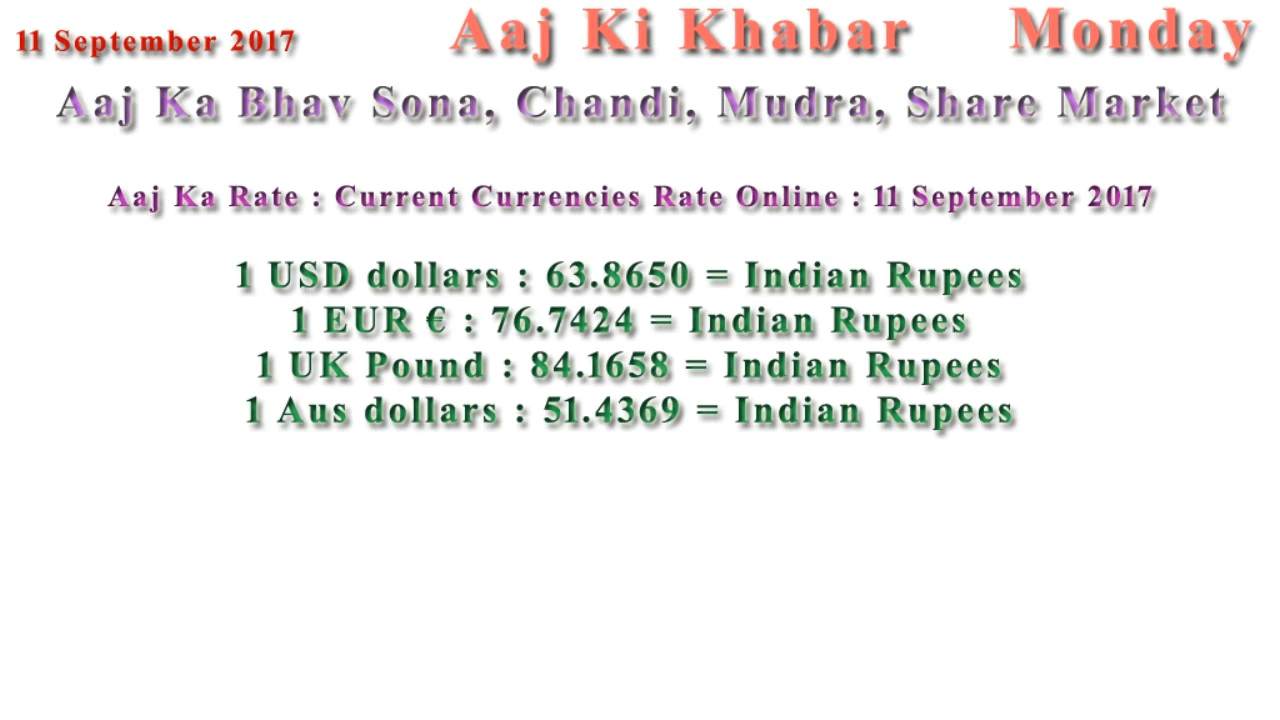 11 September 2017 Aaj Ki Khabar Monday
Aaj Ka Bhav Sona, Chandi, Mudra, Share Market
Aaj Ka Rate : Current Currencies Rate Online : 11 September 2017
1 USD dollars : 63.8650 = Indian Rupees
1 EUR € : 76.7424 = Indian Rupees
1 UK Pound : 84.1658 = Indian Rupees
1 Aus dollars : 51.4369 = Indian Rupees